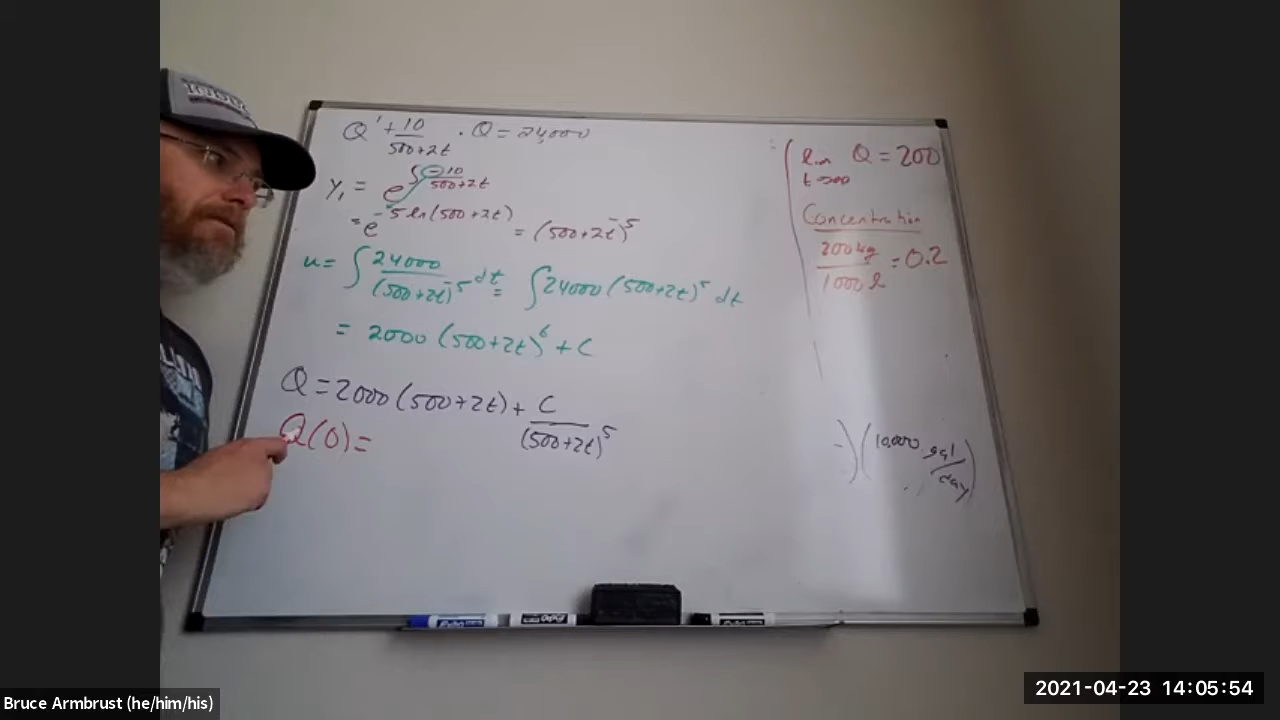 Q' + 10/(500+2t) · Q = 24000
y₁ = e^∫-10/(500+2t)
= e^-5 ln(500+2t) = (500+2t)^-5
u = ∫ 24000/(500+2t)^-5 dt = ∫ 24000 (500+2t)^5 dt
= 2000 (500+2t)^6 + C
Q = 2000 (500+2t) + C/(500+2t)^5
Q(0) =
lim t→∞ Q = 200
Concentration
200 kg/1000 l = 0.2
) (10,000 gal/day)
Bruce Armbrust (he/him/his)
2021-04-23 14:05:54